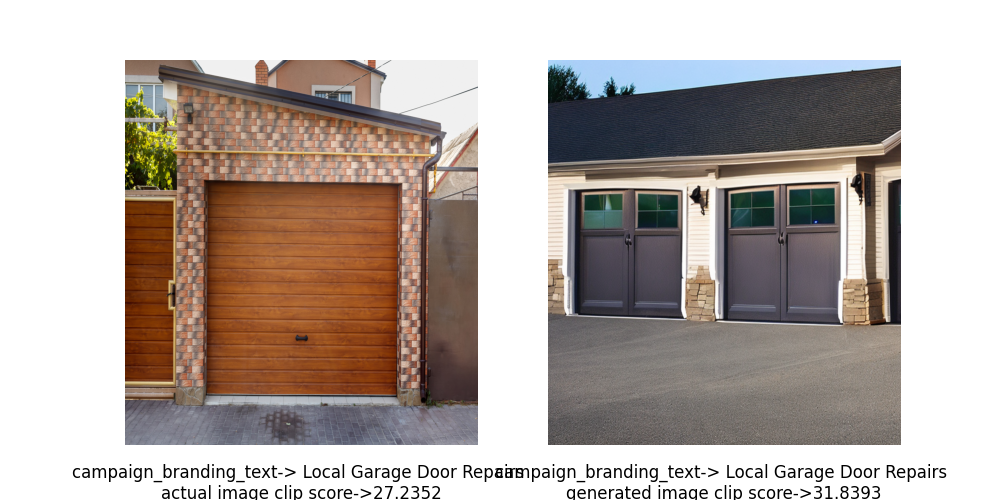 campaign_branding_text-> Local Garage Door Repairs
actual image clip score->27.2352
campaign_branding_text-> Local Garage Door Repairs
generated image clip score->31.8393